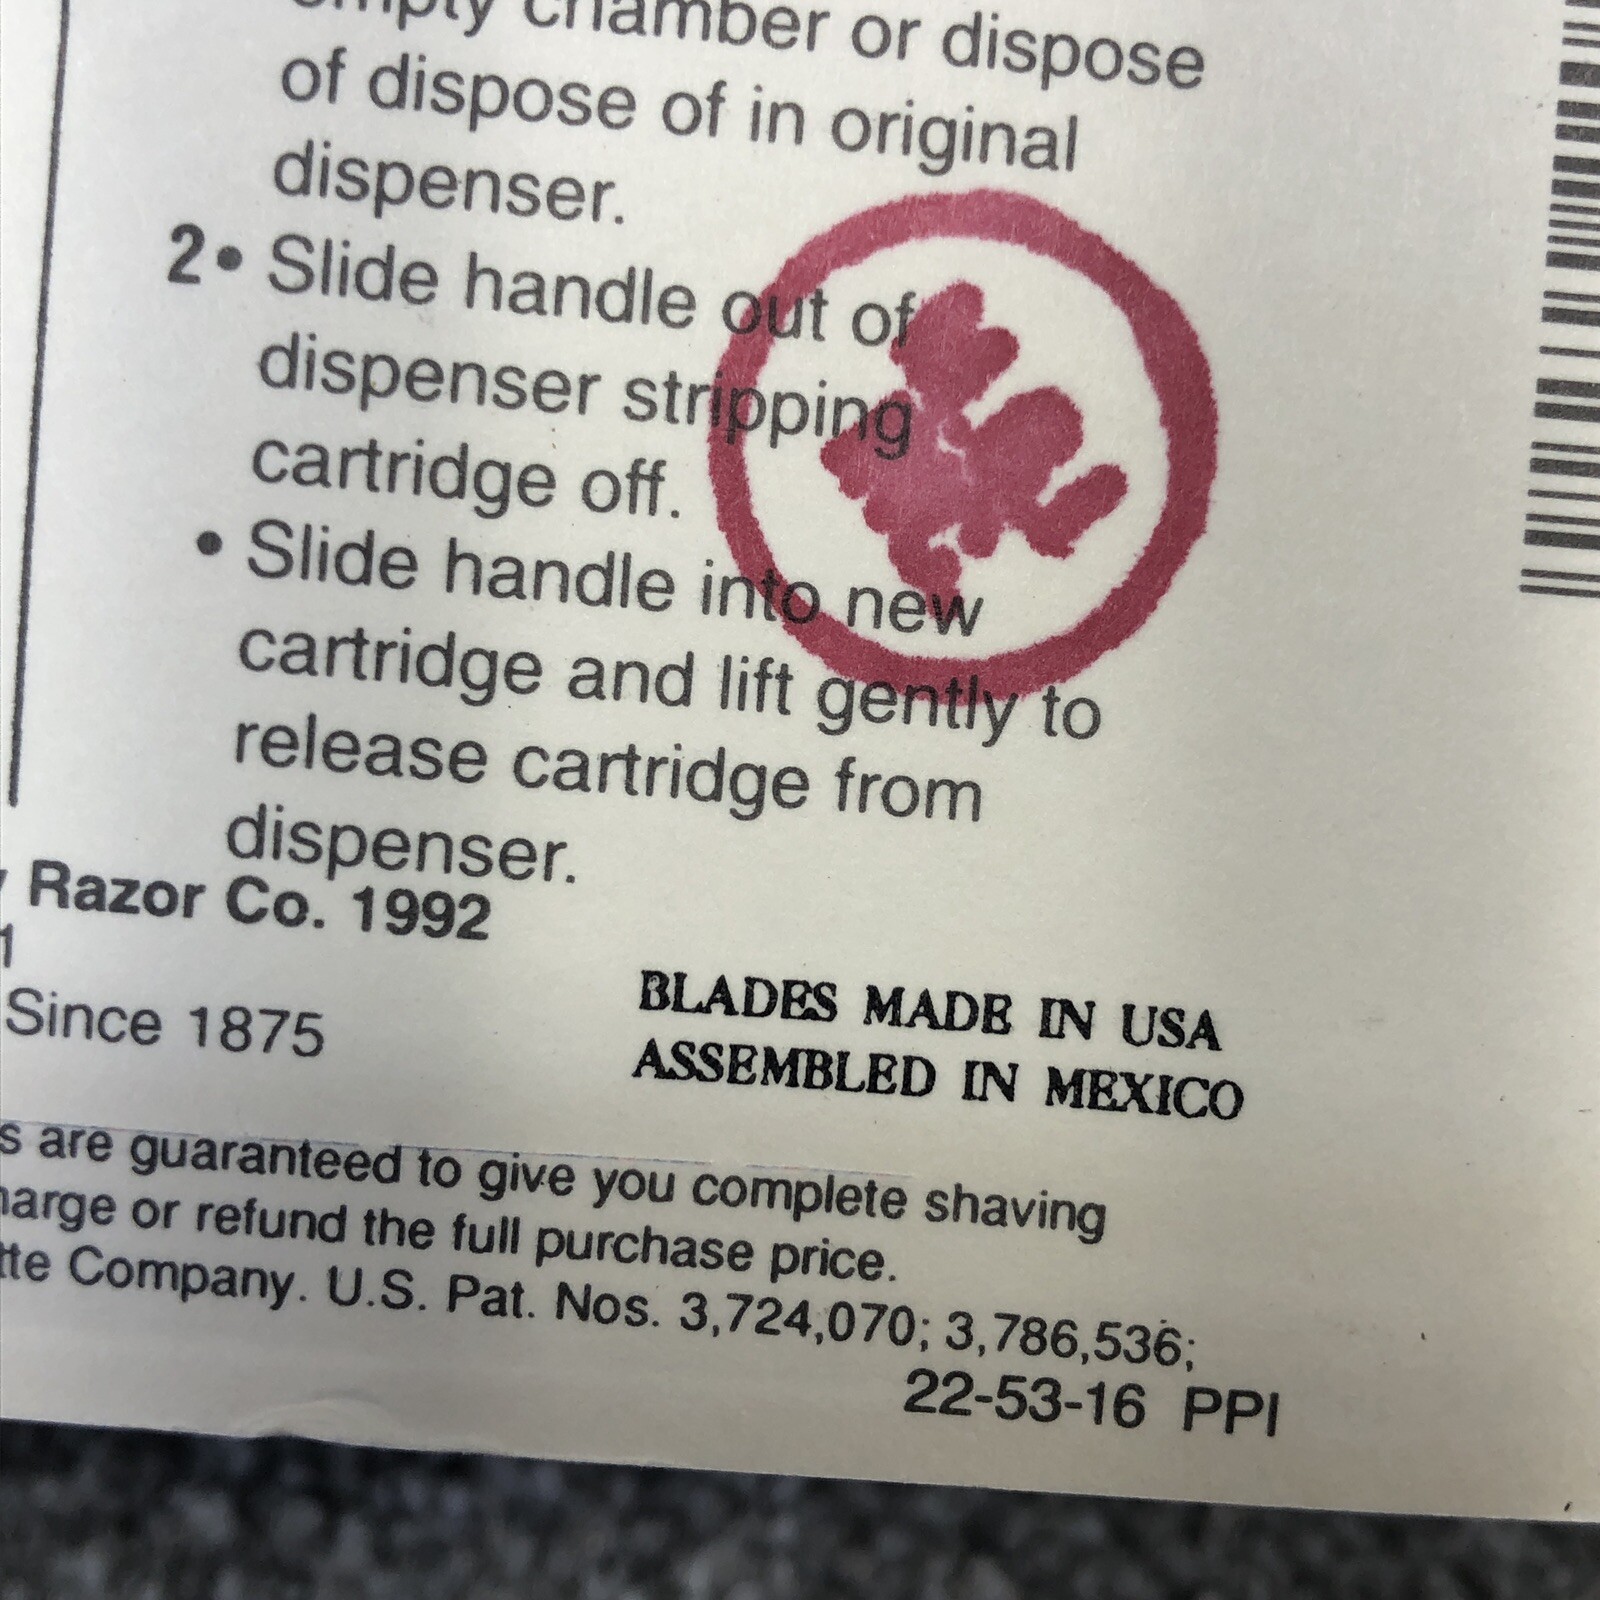 empty chamber or dispose
of dispose of in original
dispenser.
2• Slide handle out of
dispenser stripping
cartridge off.
• Slide handle into new
cartridge and lift gently to
release cartridge from
dispenser.
Razor Co. 1992
1
Since 1875
BLADES MADE IN USA
ASSEMBLED IN MEXICO
s are guaranteed to give you complete shaving
harge or refund the full purchase price.
tte Company. U.S. Pat. Nos. 3,724,070; 3,786,536;
22-53-16 PPI